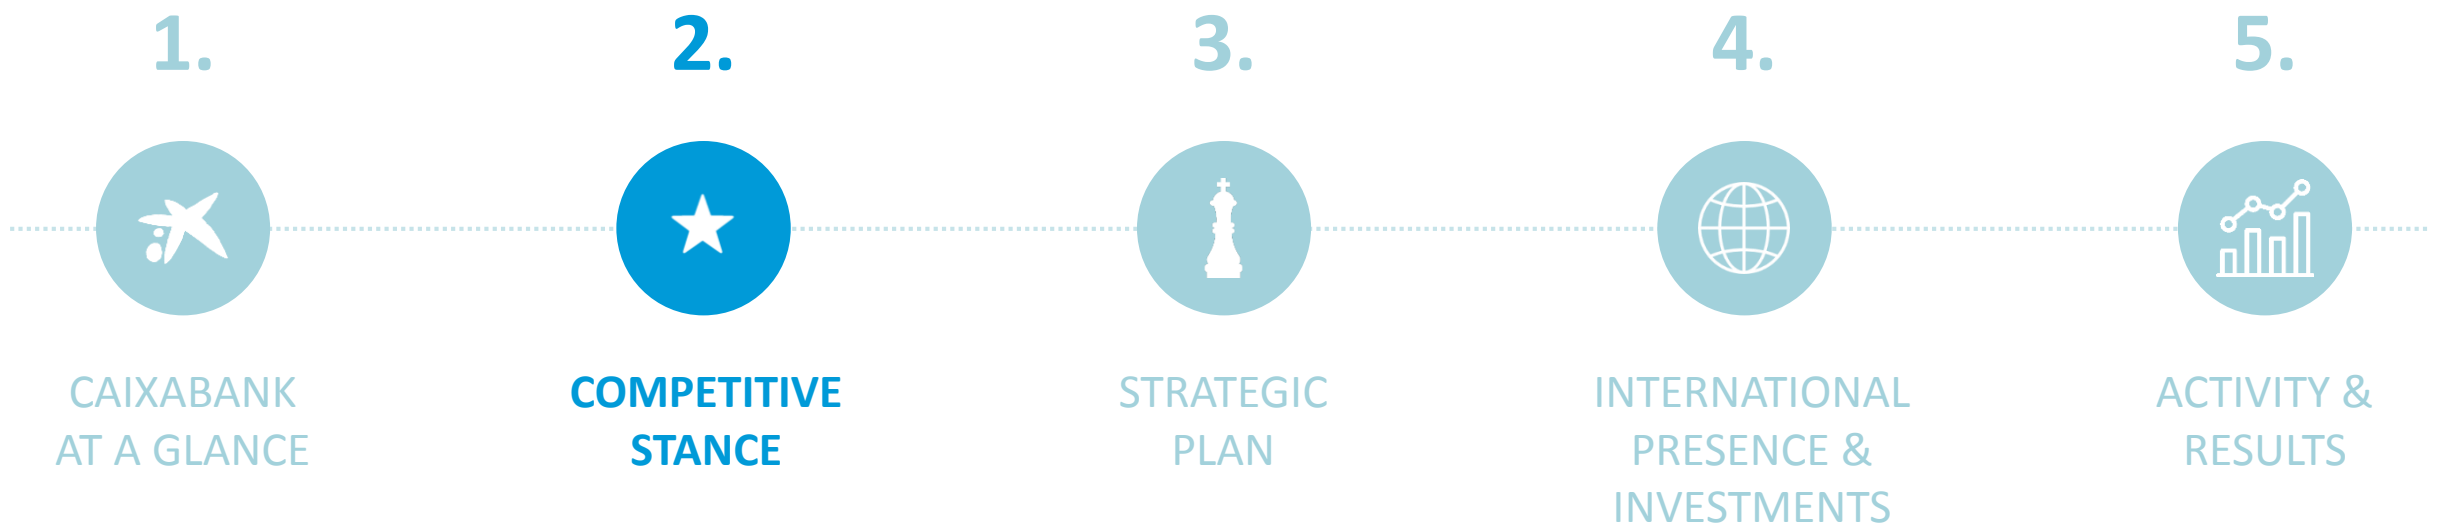 1.
CAIXABANK
AT A GLANCE
2.
COMPETITIVE
STANCE
3.
STRATEGIC
PLAN
4.
INTERNATIONAL
PRESENCE &
INVESTMENTS
5.
ACTIVITY &
RESULTS